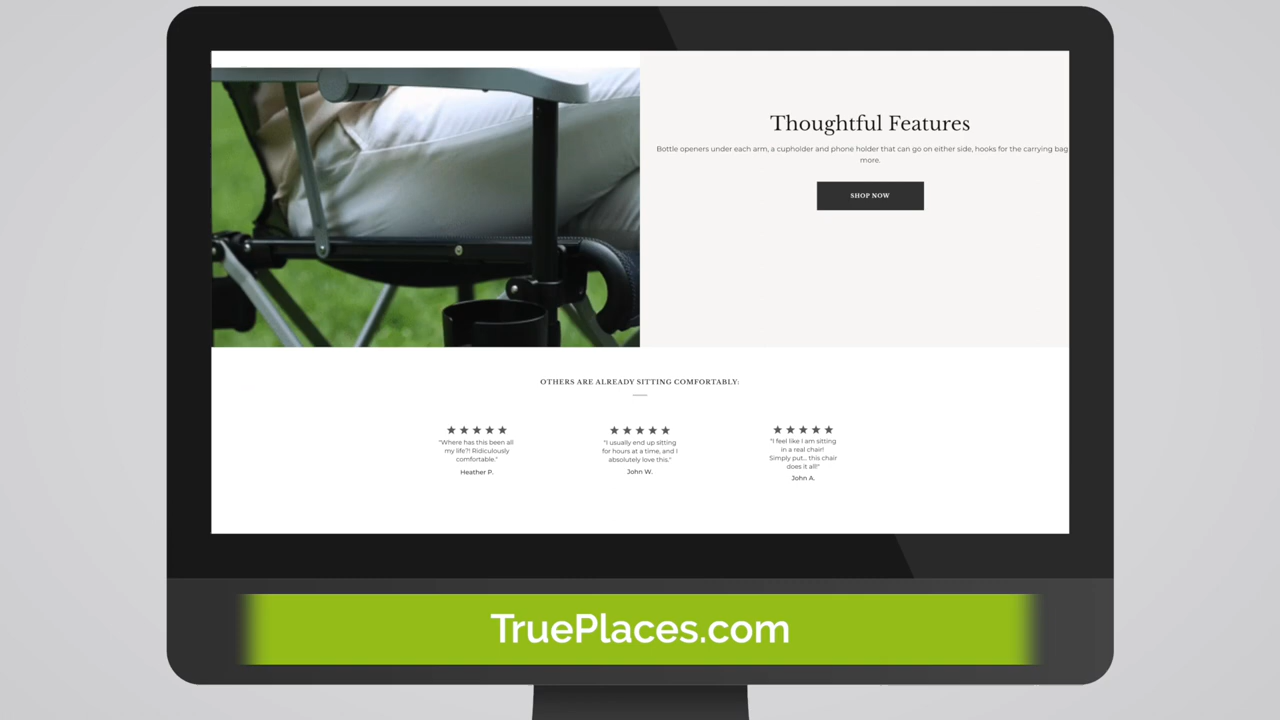 Thoughtful Features
Bottle openers under each arm, a cupholder and phone holder that can go on either side, hooks for the carrying bag
more.
SHOP NOW
OTHERS ARE ALREADY SITTING COMFORTABLY:
"Where has this been all
my life?! Ridiculously
comfortable."
Heather P.
"I usually end up sitting
for hours at a time, and I
absolutely love this."
John W.
"I feel like I am sitting
in a real chair!
Simply put... this chair
does it all!"
John A.
TruePlaces.com